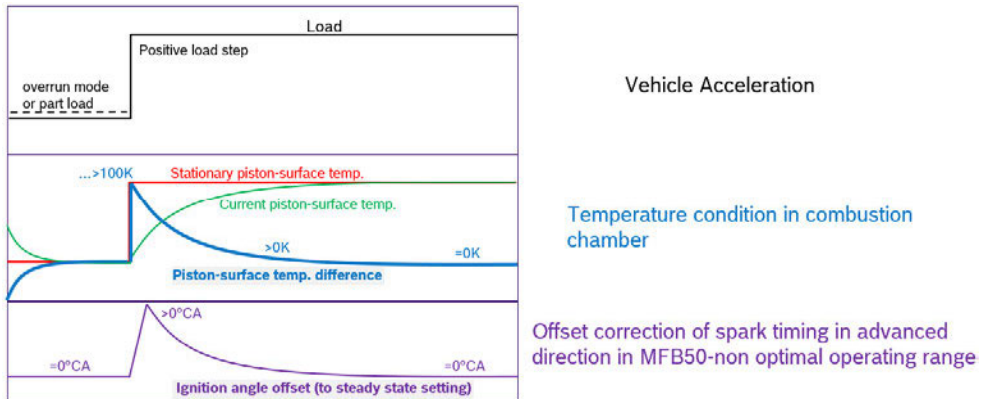 Load
Positive load step
overrun mode
or part load
Vehicle Acceleration
...>100K
Stationary piston-surface temp.
Current piston-surface temp.
>0K
=0K
Piston-surface temp. difference
Temperature condition in combustion
chamber
>0°CA
=0°CA
=0°CA
Ignition angle offset (to steady state setting)
Offset correction of spark timing in advanced
direction in MFB50-non optimal operating range